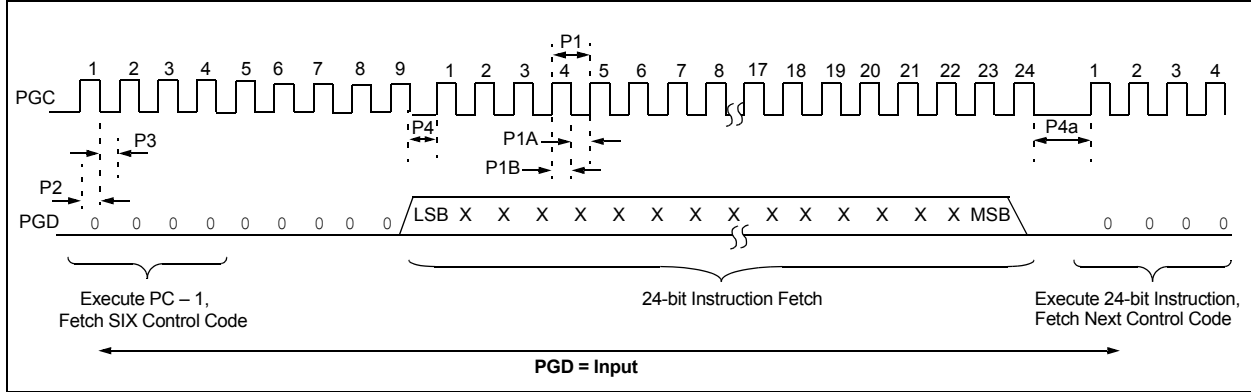 P1
1 2 3 4 5 6 7 8 9 1 2 3 4 5 6 7 8 17 18 19 20 21 22 23 24 1 2 3 4
PGC
P4 P4a
P3 P1A
P2 P1B
PGD 0 0 0 0 0 0 0 0 0 LSB X X X X X X X X X X X X X X MSB 0 0 0 0
Execute PC – 1,
Fetch SIX Control Code
24-bit Instruction Fetch
Execute 24-bit Instruction,
Fetch Next Control Code
PGD = Input